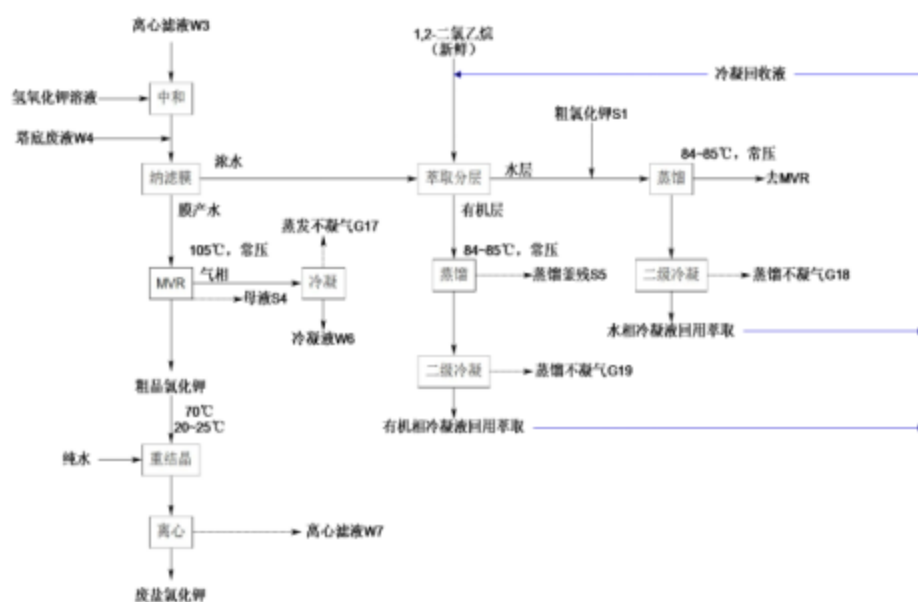 离心滤液W3
1,2-二氯乙烷
（新鲜）
冷凝回收液
氢氧化钾溶液
中和
粗氯化钾S1
塔底废液W4
浓水
水层
84~85℃，常压
纳滤膜
萃取分层
蒸馏
去MVR
膜产水
有机层
蒸发不凝气G17
105℃，常压
84~85℃，常压
MVR
气相
冷凝
蒸馏
蒸馏釜残S5
二级冷凝
蒸馏不凝气G18
母液S4
冷凝液W6
水相冷凝液回用萃取
二级冷凝
蒸馏不凝气G19
粗品氯化钾
70℃
20~25℃
有机相冷凝液回用萃取
纯水
重结晶
离心
离心滤液W7
废盐氯化钾